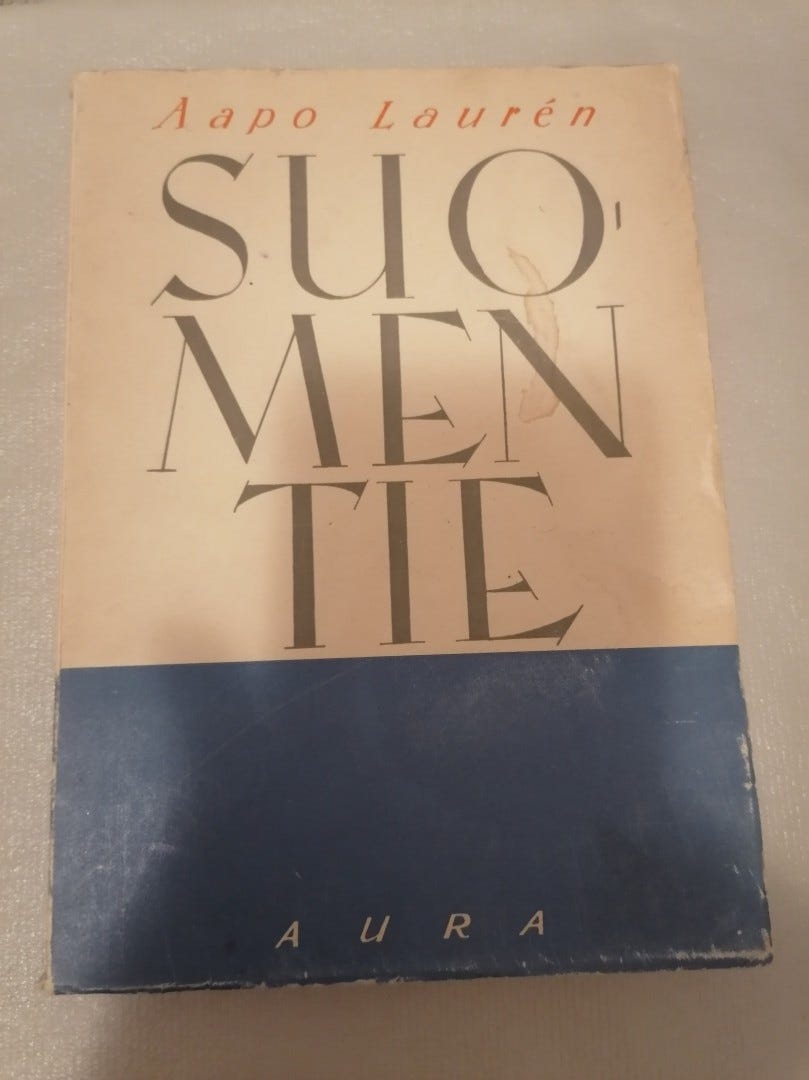 Aapo Laurén
SUO-
MEN
TIE
AURA